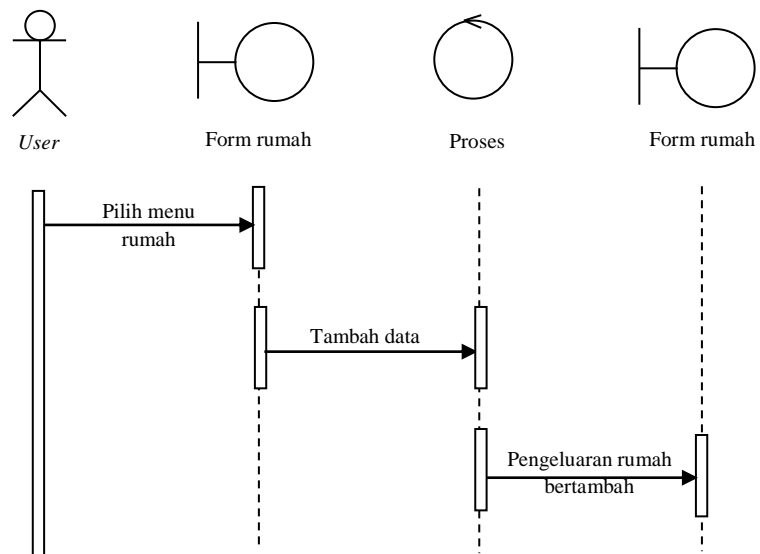 User
Form rumah
Proses
Form rumah
Pilih menu
rumah
Tambah data
Pengeluaran rumah
bertambah